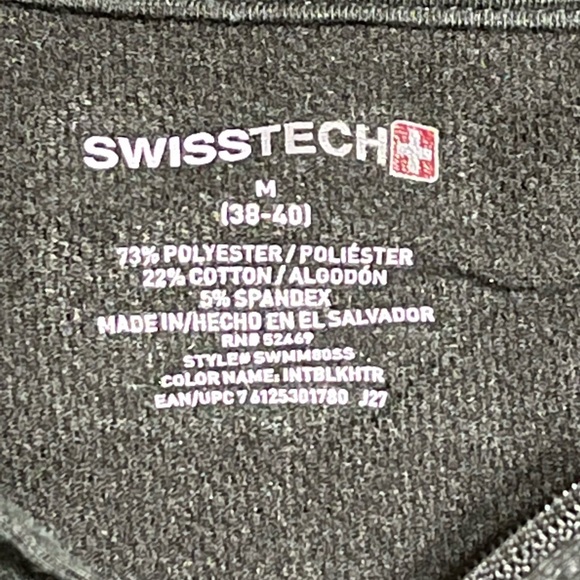 SWISSTECH
M
(38-40)
73% POLYESTER / POLIÉSTER
22% COTTON / ALGODÓN
5% SPANDEX
MADE IN/HECHO EN EL SALVADOR
RN# 52469
STYLE# SWMM80SS
COLOR NAME: INTBLKHTR
EAN/UPC 7 6125301780 J27